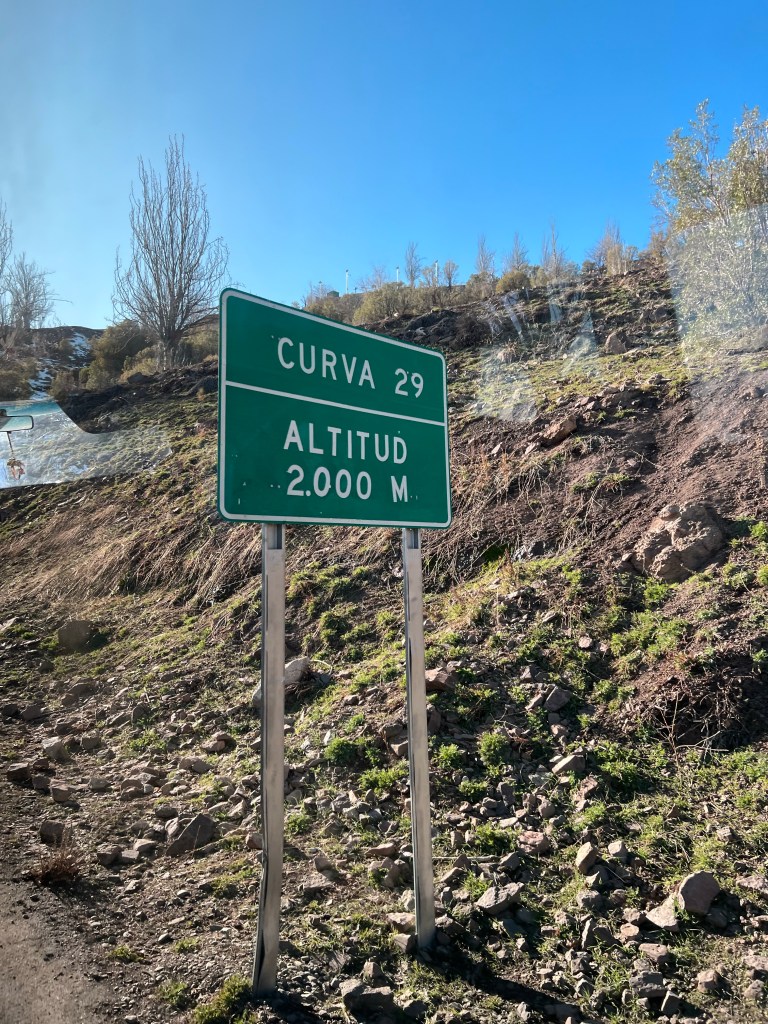 CURVA 29
ALTITUD
2.000 M